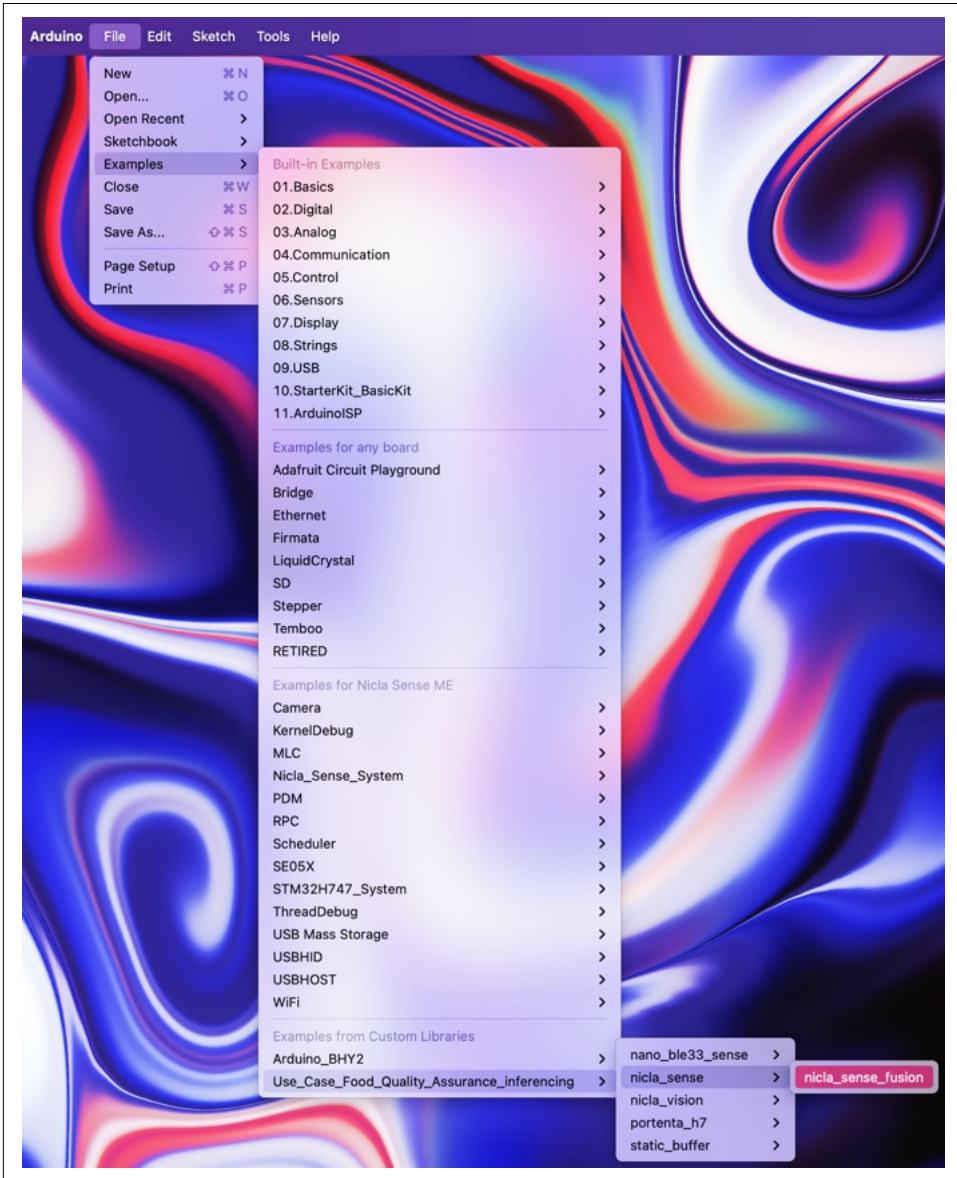 Arduino File Edit Sketch Tools Help
New ⌘ N
Open... ⌘ O
Open Recent >
Sketchbook >
Examples >
Close ⌘ W
Save ⌘ S
Save As... ⇧ ⌘ S
Page Setup ⇧ ⌘ P
Print ⌘ P
Built-in Examples
01.Basics >
02.Digital >
03.Analog >
04.Communication >
05.Control >
06.Sensors >
07.Display >
08.Strings >
09.USB >
10.StarterKit_BasicKit >
11.ArduinoISP >
Examples for any board
Adafruit Circuit Playground >
Bridge >
Ethernet >
Firmata >
LiquidCrystal >
SD >
Stepper >
Temboo >
RETIRED >
Examples for Nicla Sense ME
Camera >
KernelDebug >
MLC >
Nicla_Sense_System >
PDM >
RPC >
Scheduler >
SE05X >
STM32H747_System >
ThreadDebug >
USB Mass Storage >
USBHID >
USBHOST >
WiFi >
Examples from Custom Libraries
Arduino_BHY2 >
Use_Case_Food_Quality_Assurance_inferencing >
nano_ble33_sense >
nicla_sense >
nicla_vision >
portenta_h7 >
static_buffer >
nicla_sense_fusion